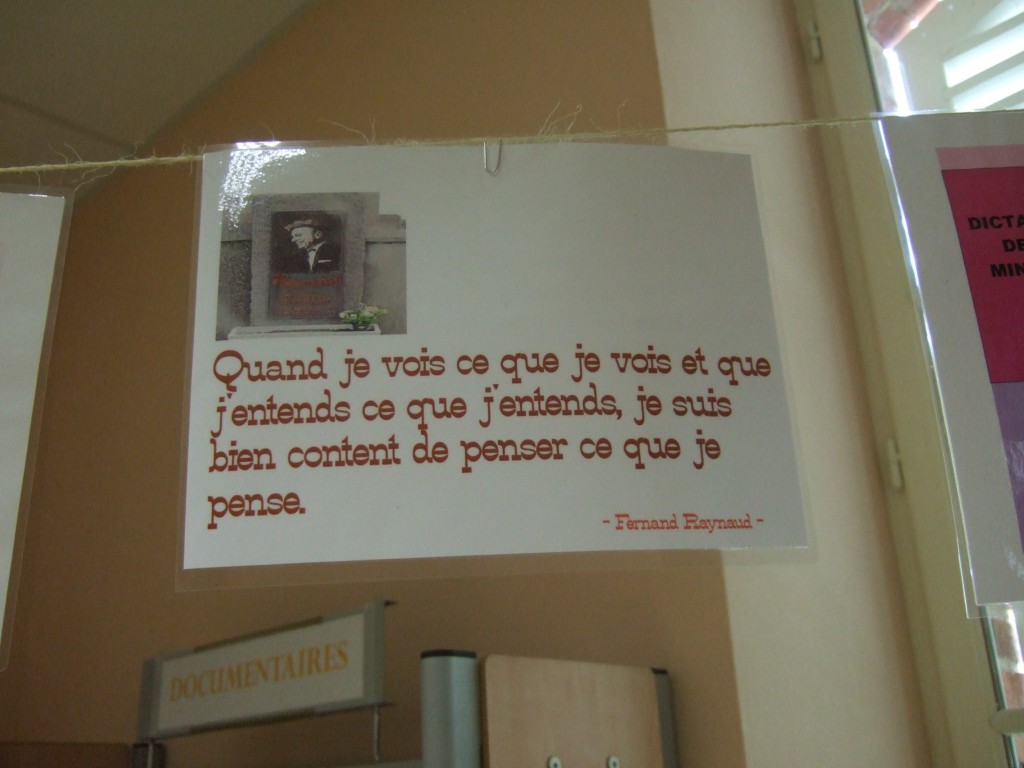 Quand je vois ce que je vois et que
j'entends ce que j'entends, je suis
bien content de penser ce que je
pense.
- Fernand Raynaud -
DOCUMENTAIRES